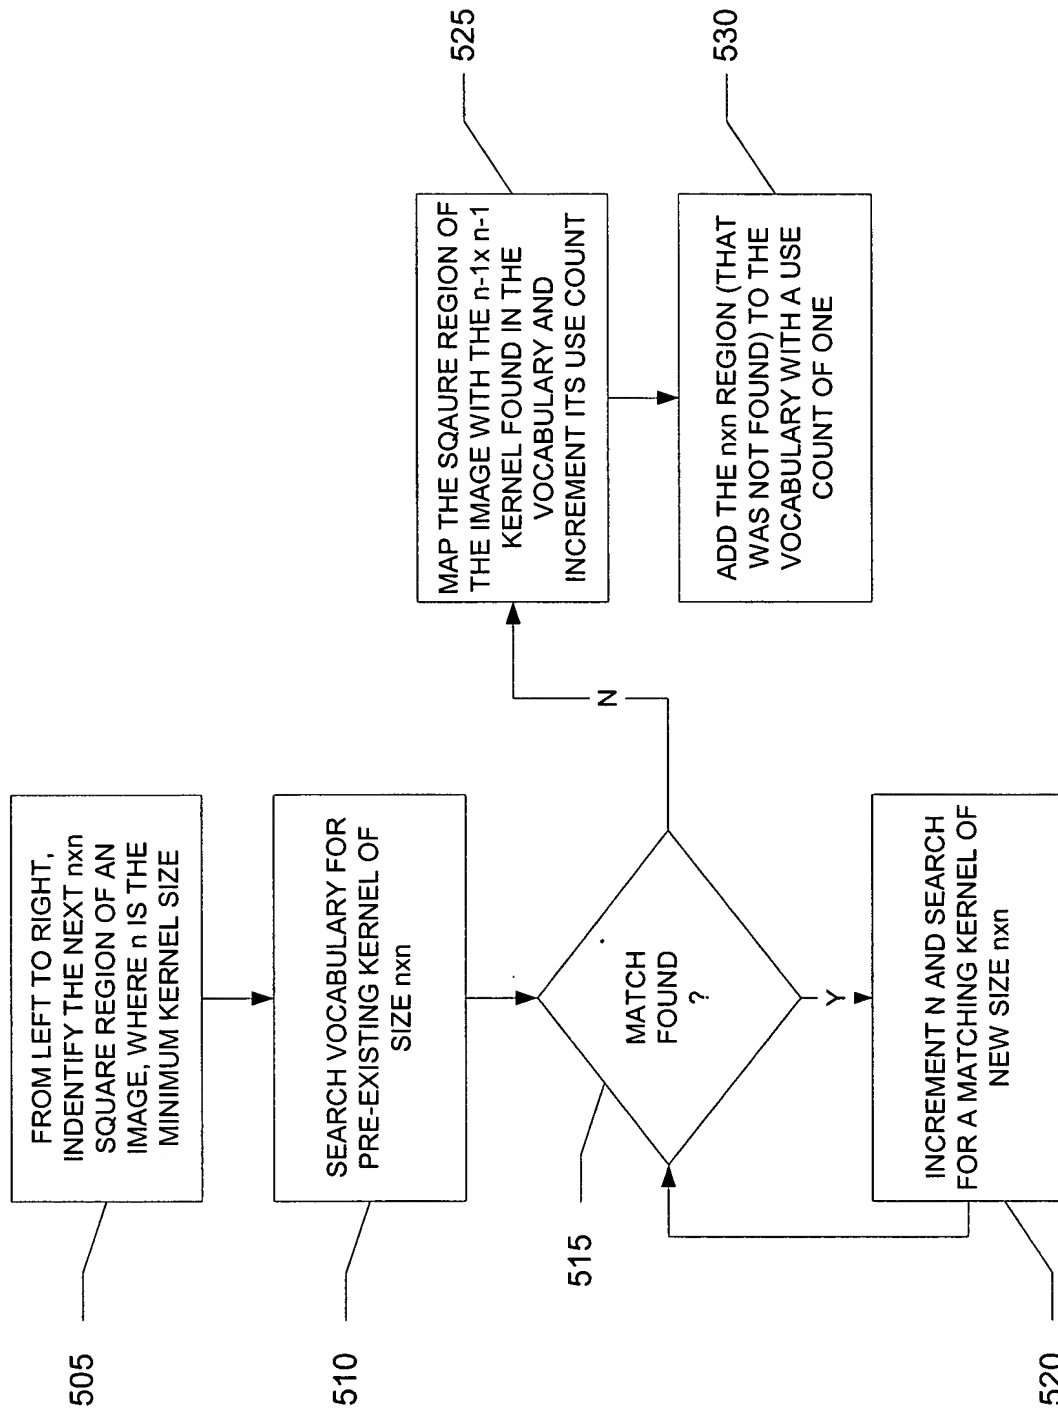 505
FROM LEFT TO RIGHT,
INDENTIFY THE NEXT nxn
SQUARE REGION OF AN
IMAGE, WHERE n IS THE
MINIMUM KERNEL SIZE
510
SEARCH VOCABULARY FOR
PRE-EXISTING KERNEL OF
SIZE nxn
515
MATCH
FOUND
?
Y
N
520
INCREMENT N AND SEARCH
FOR A MATCHING KERNEL OF
NEW SIZE nxn
525
MAP THE SQAURE REGION OF
THE IMAGE WITH THE n-1x n-1
KERNEL FOUND IN THE
VOCABULARY AND
INCREMENT ITS USE COUNT
530
ADD THE nxn REGION (THAT
WAS NOT FOUND) TO THE
VOCABULARY WITH A USE
COUNT OF ONE